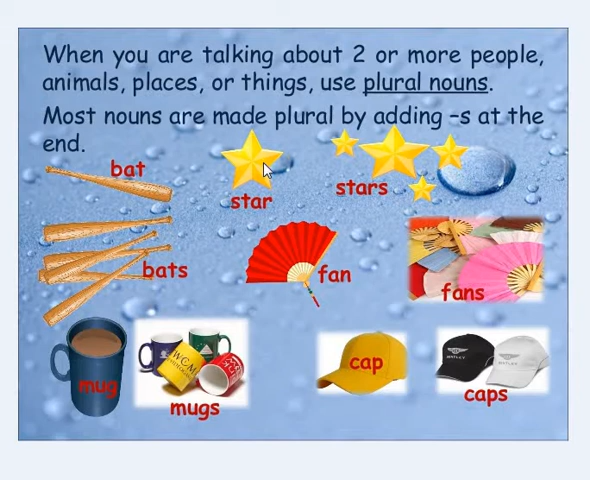 When you are talking about 2 or more people,
animals, places, or things, use plural nouns.
Most nouns are made plural by adding –s at the
end.
bat
star
stars
bats
fan
fans
mug
mugs
cap
caps